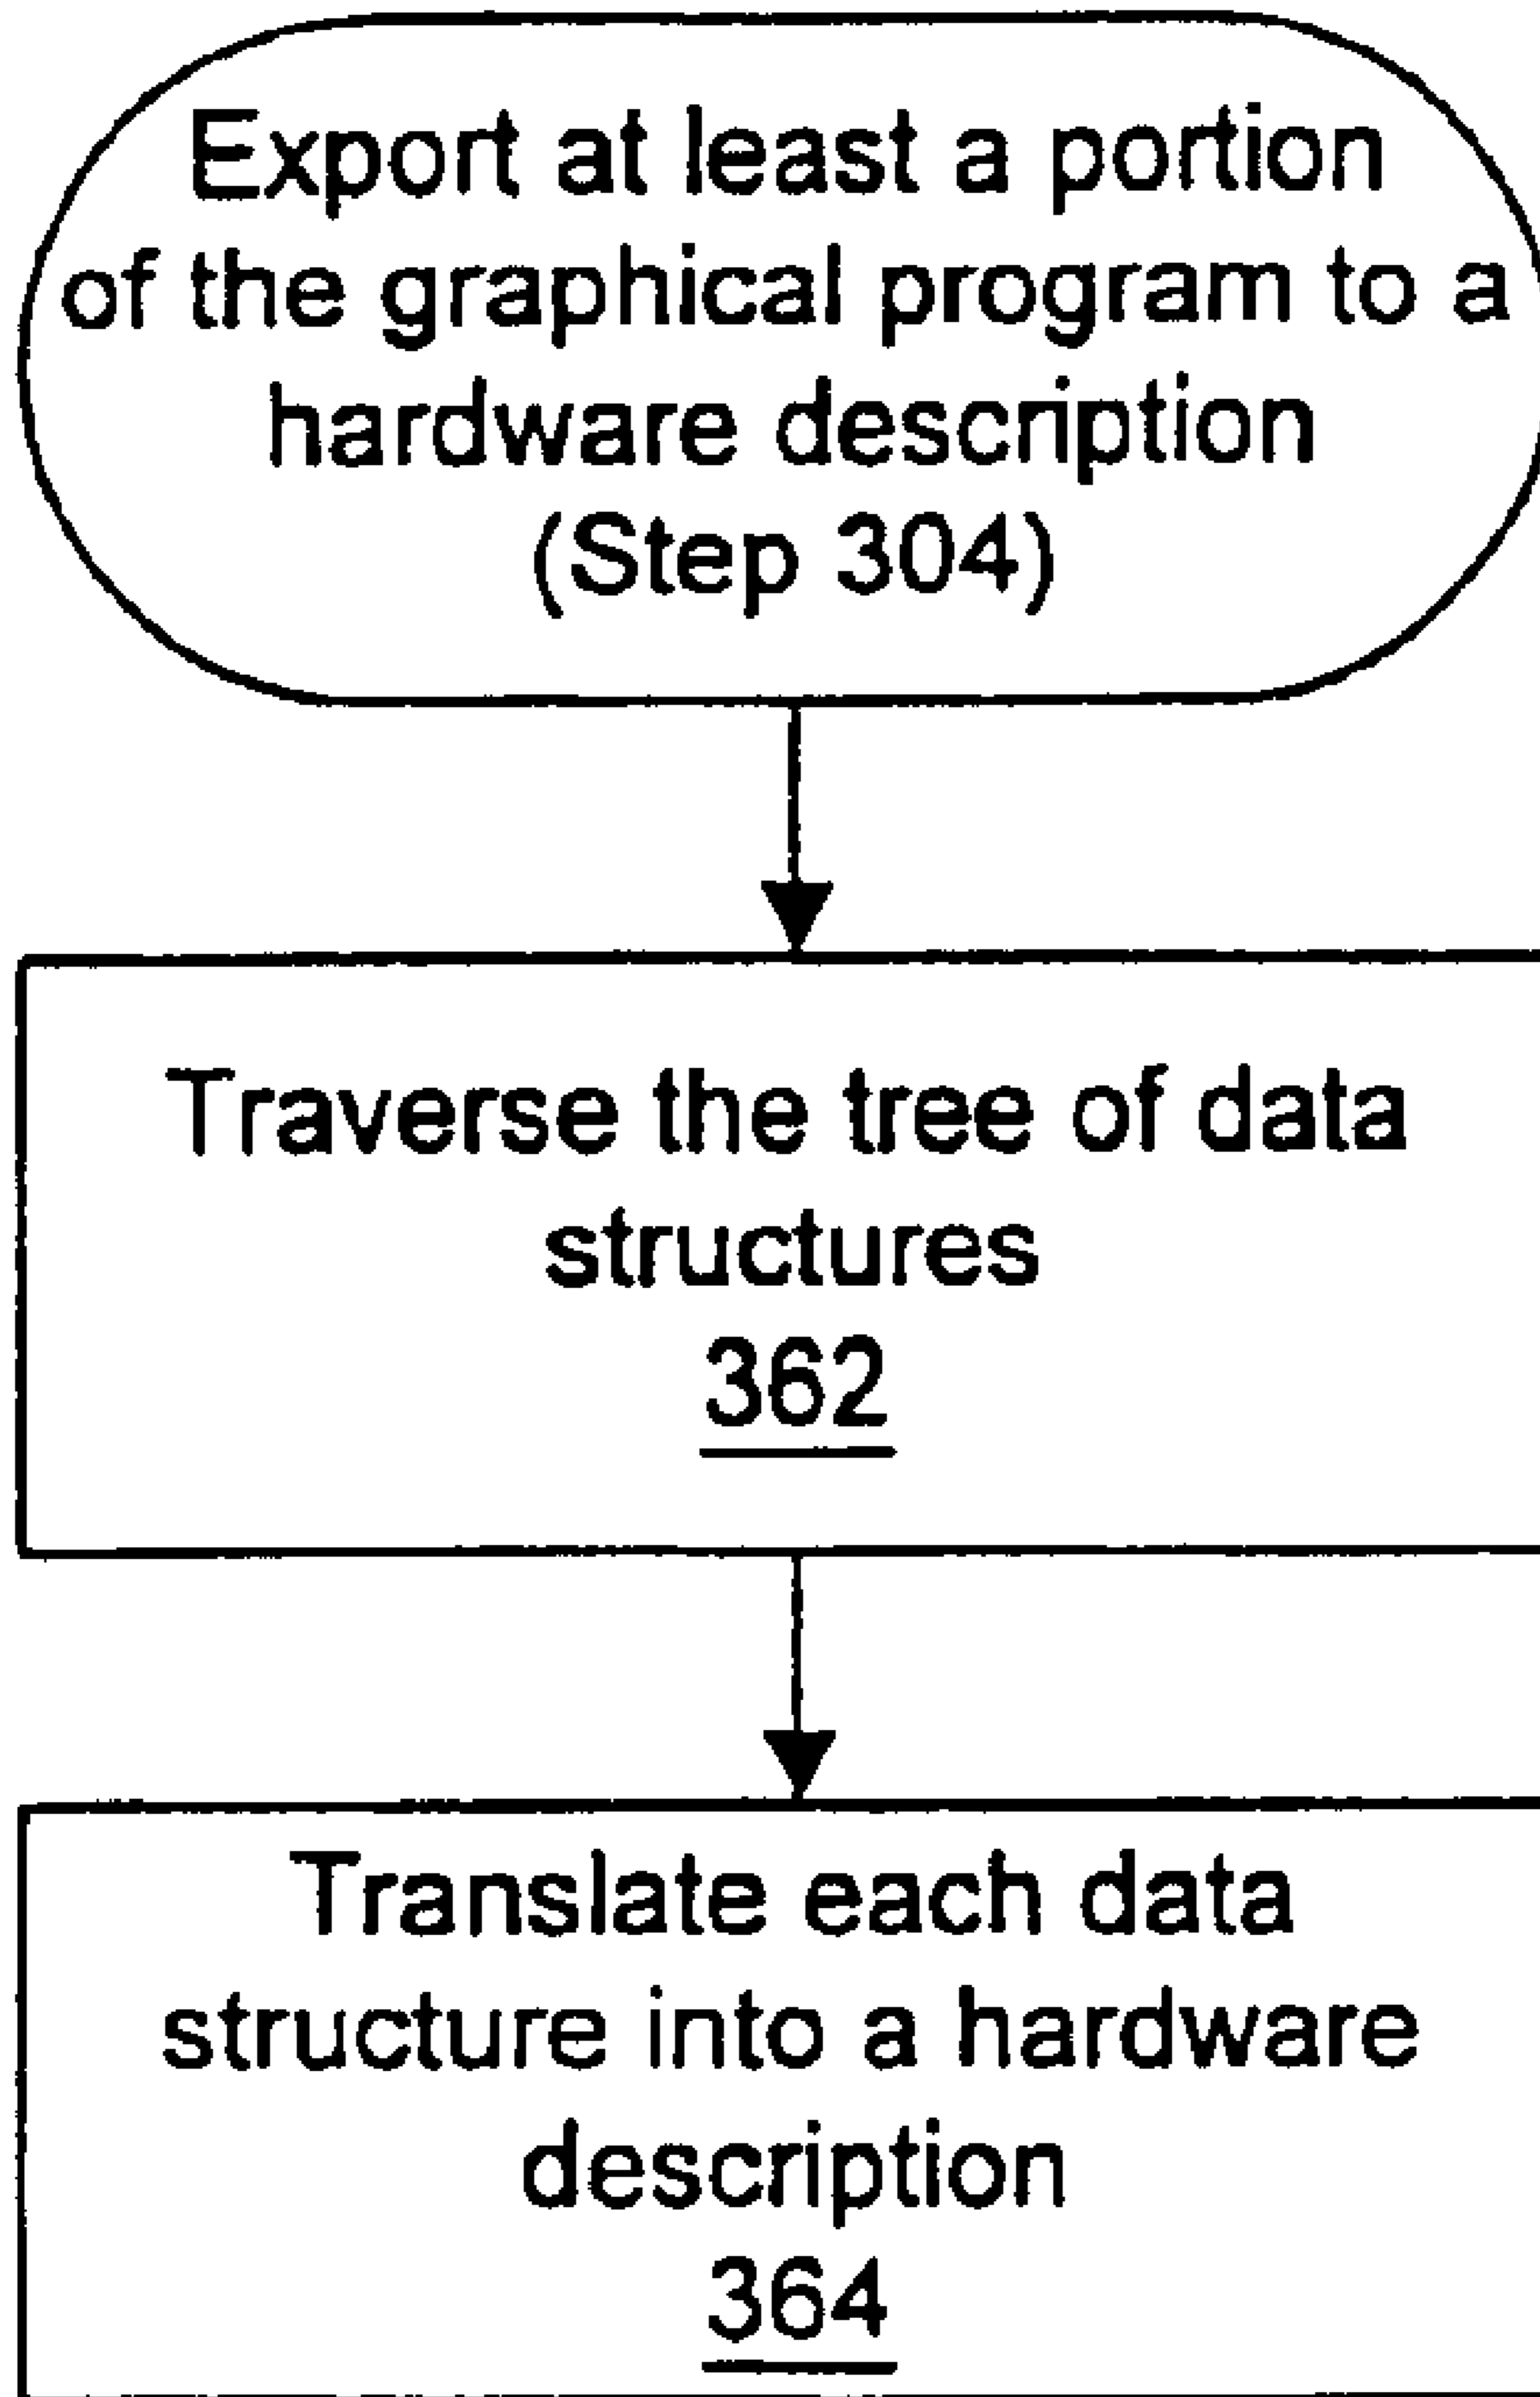 Export at least a portion
of the graphical program to a
hardware description
(Step 304)
Traverse the tree of data
structures
362
Translate each data
structure into a hardware
description
364